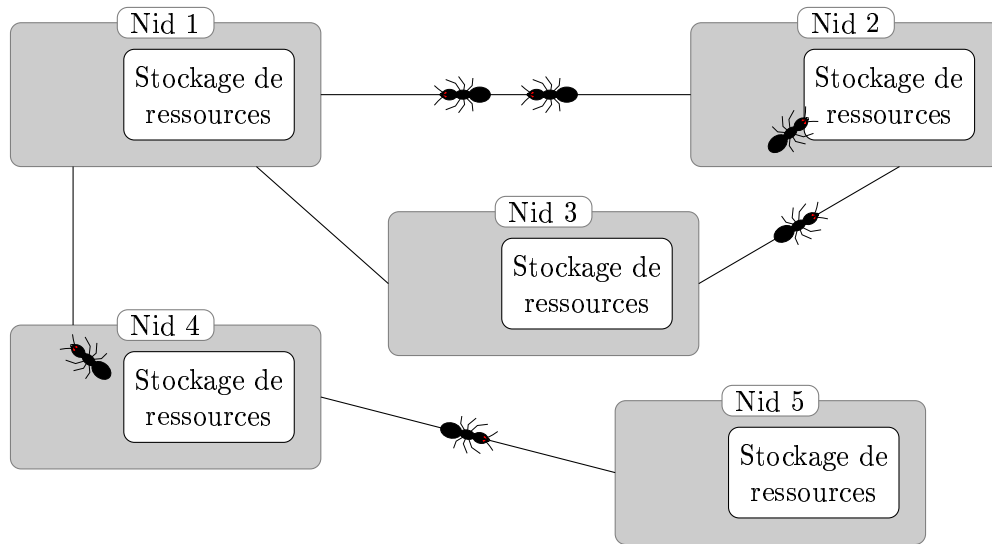 Nid 1
Stockage de
ressources
Nid 2
Stockage de
ressources
Nid 3
Stockage de
ressources
Nid 4
Stockage de
ressources
Nid 5
Stockage de
ressources